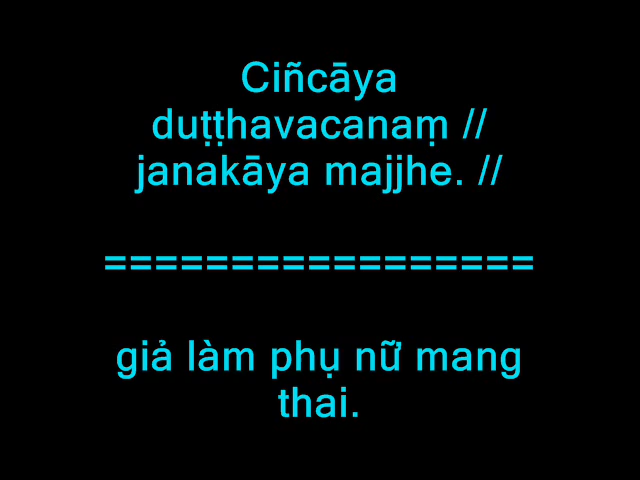 Ciñcāya
duṭṭhavacanaṃ //
janakāya majjhe. //
=================
giả làm phụ nữ mang
thai.